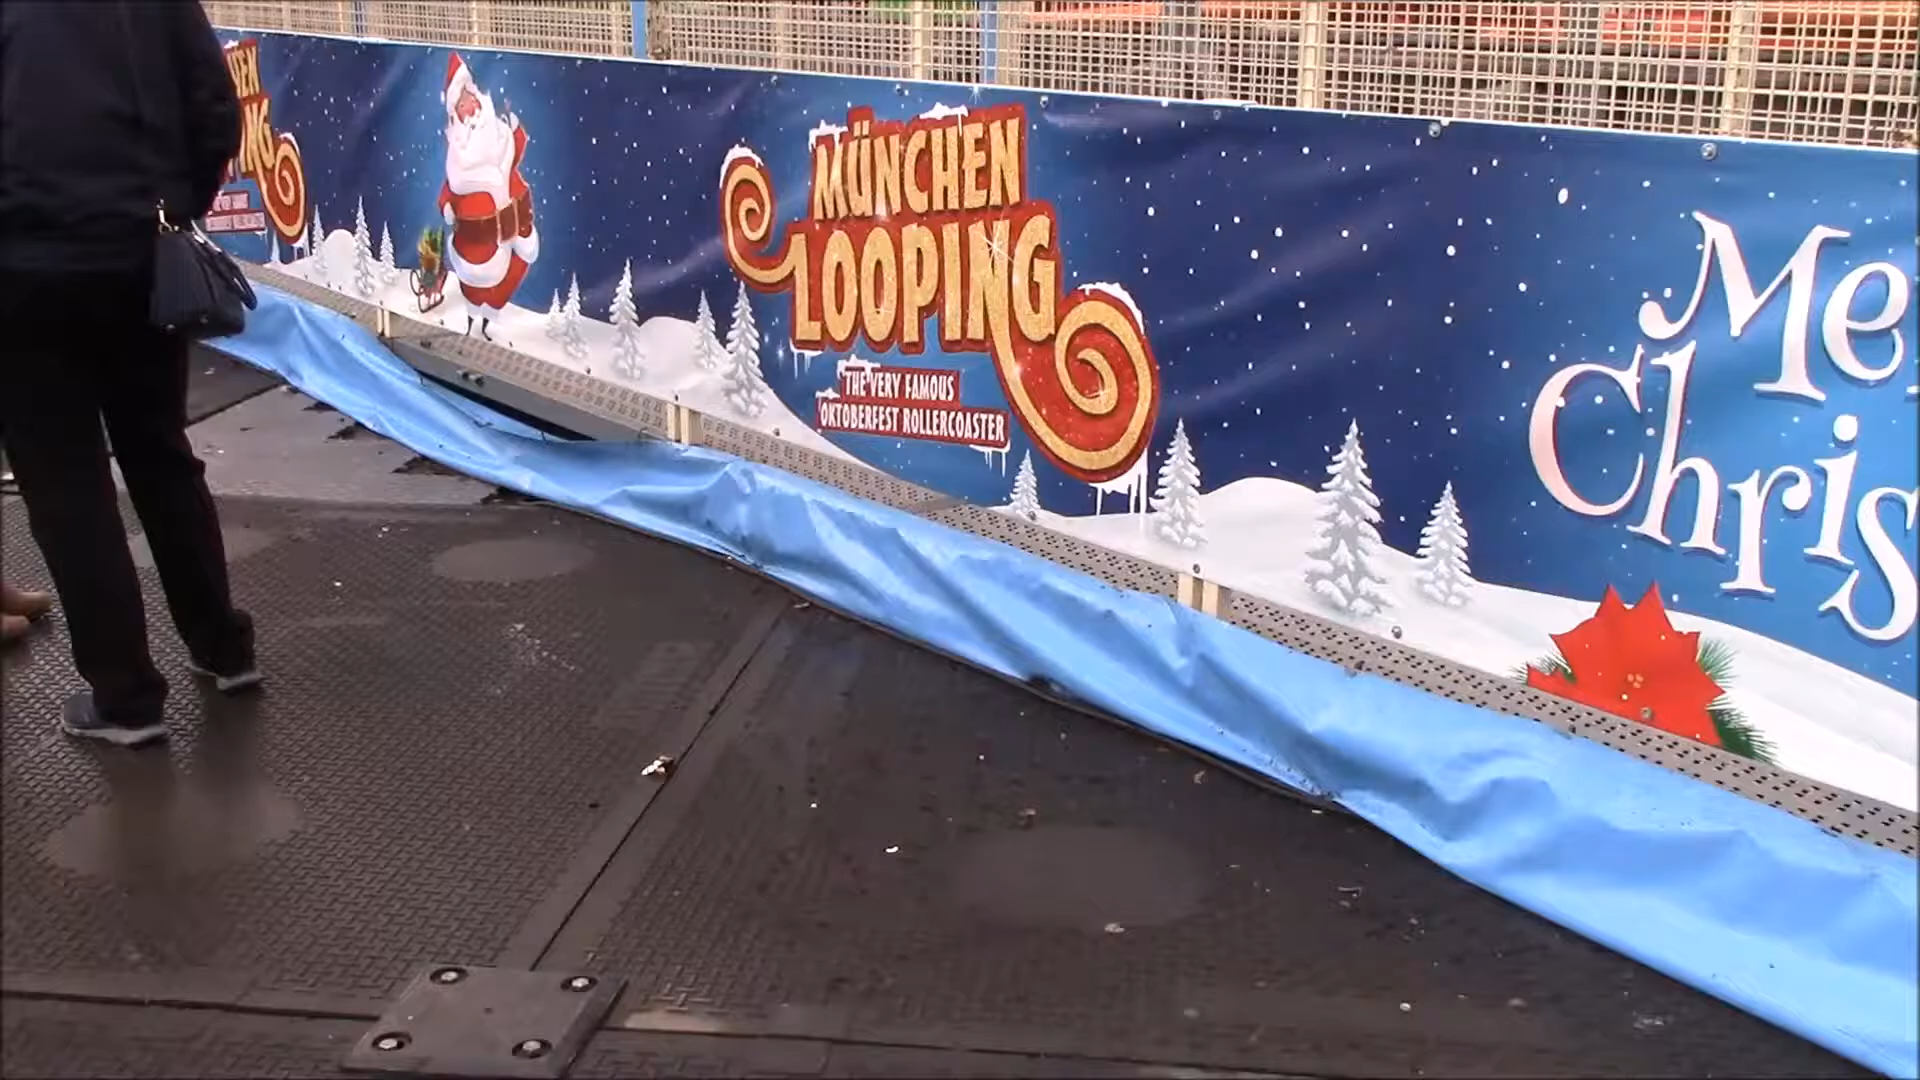 MÜNCHEN
LOOPING
THE VERY FAMOUS
OKTOBERFEST ROLLERCOASTER
Me
Chris